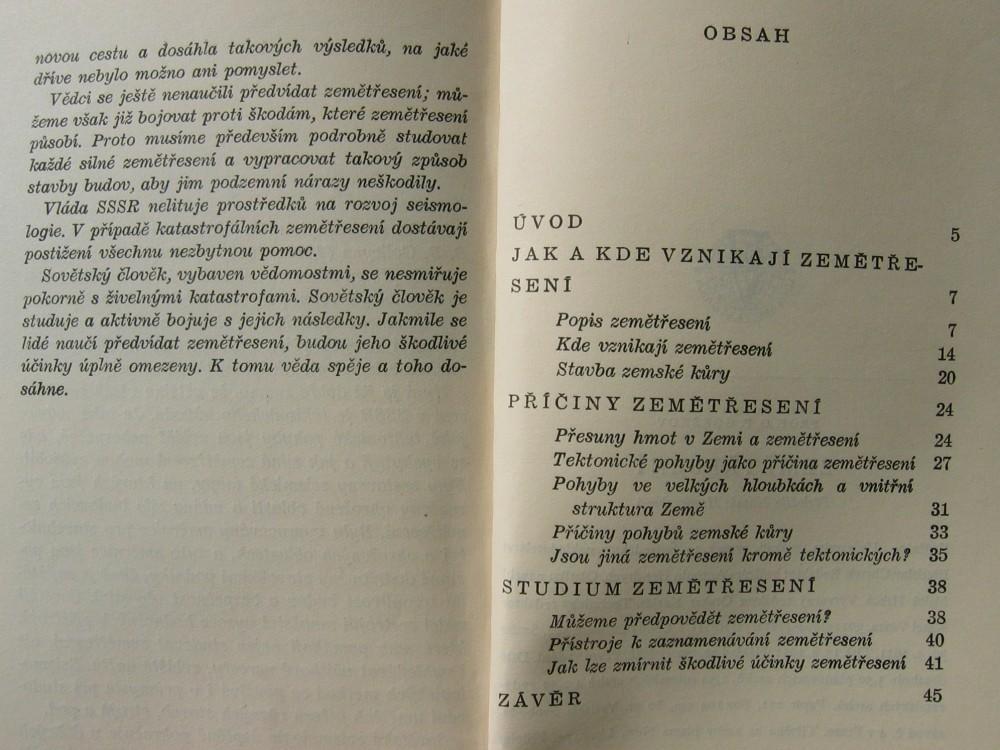 novou cestu a dosáhla takových výsledků, na jaké
dříve nebylo možno ani pomyslet.
Vědci se ještě nenaučili předvídat zemětřesení; mů-
žeme však již bojovat proti škodám, které zemětřesení
působí. Proto musíme především podrobně studovat
každé silné zemětřesení a vypracovat takový způsob
stavby budov, aby jim podzemní nárazy neškodily.
Vláda SSSR nelituje prostředků na rozvoj seismo-
logie. V případě katastrofálních zemětřesení dostávají
postižení všechnu nezbytnou pomoc.
Sovětský člověk, vybaven vědomostmi, se nesmiřuje
pokorně s živelnými katastrofami. Sovětský člověk je
studuje a aktivně bojuje s jejich následky. Jakmile se
lidé naučí předvídat zemětřesení, budou jeho škodlivé
účinky úplně omezeny. K tomu věda spěje a toho do-
sáhne.
OBSAH
ÚVOD 5
JAK A KDE VZNIKAJÍ ZEMĚTŘE-
SENÍ 7
Popis zemětřesení 7
Kde vznikají zemětřesení 14
Stavba zemské kůry 20
PŘÍČINY ZEMĚTŘESENÍ 24
Přesuny hmot v Zemi a zemětřesení 24
Tektonické pohyby jako příčina zemětřesení 27
Pohyby ve velkých hloubkách a vnitřní
struktura Země 31
Příčiny pohybů zemské kůry 33
Jsou jiná zemětřesení kromě tektonických? 35
STUDIUM ZEMĚTŘESENÍ 38
Můžeme předpovědět zemětřesení? 38
Přístroje k zaznamenávání zemětřesení 40
Jak lze zmírnit škodlivé účinky zemětřesení 41
ZÁVĚR 45